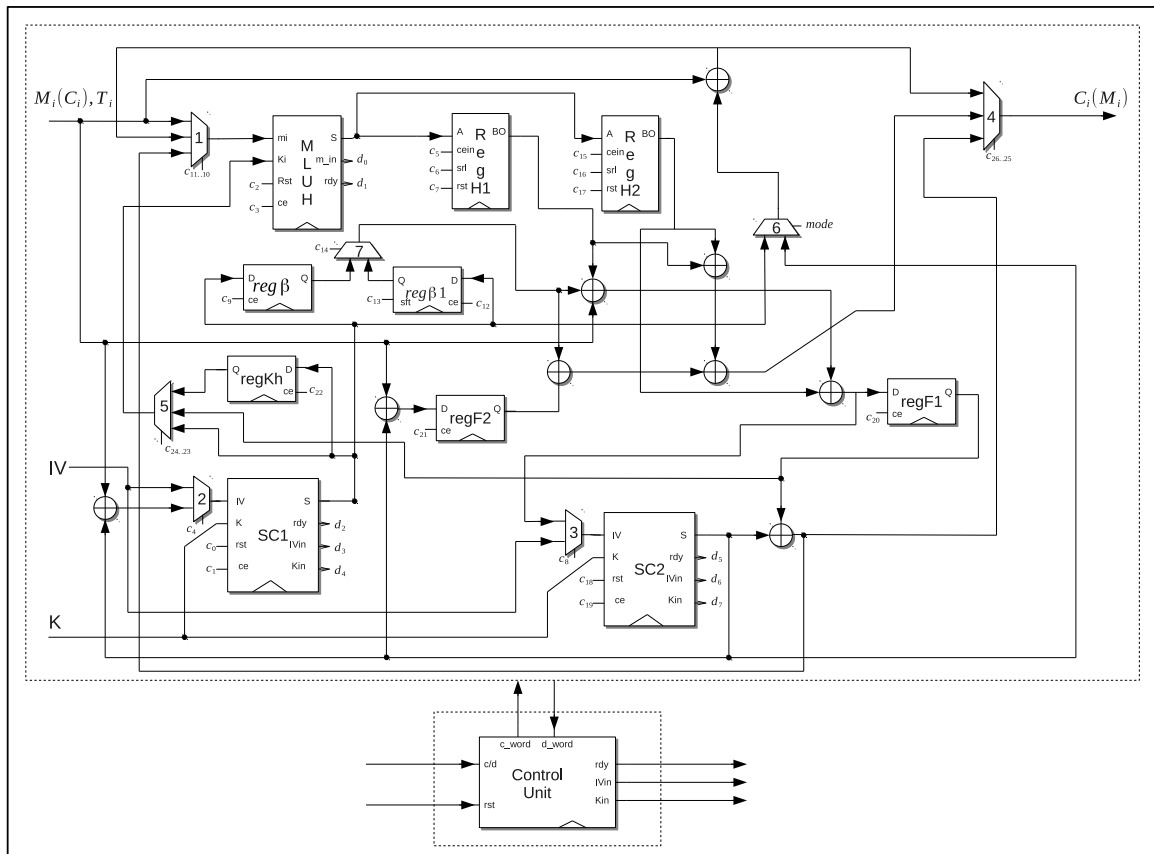 M_i(C_i), T_i
C_i(M_i)
1
c_11..10
mi
S
Ki
m_in
d_0
Rst
rdy
d_1
c_2
c_3
ce
M
L
U
H
A
BO
R
e
g
H1
c_5
cein
c_6
srl
c_7
rst
A
BO
R
e
g
H2
c_15
cein
c_16
srl
c_17
rst
4
c_26..25
6
mode
c_14
7
D
Q
reg β
c_9
ce
Q
D
reg β 1
c_13
sft
ce
c_12
Q
D
regKh
ce
c_22
5
c_24..23
D
Q
regF2
c_21
ce
D
Q
regF1
c_20
ce
IV
2
c_4
IV
S
K
rdy
d_2
SC1
c_0
rst
IVin
d_3
c_1
ce
Kin
d_4
3
c_8
IV
S
K
rdy
d_5
SC2
c_18
rst
IVin
d_6
c_19
ce
Kin
d_7
K
c_word
d_word
c/d
rdy
Control
Unit
IVin
rst
Kin